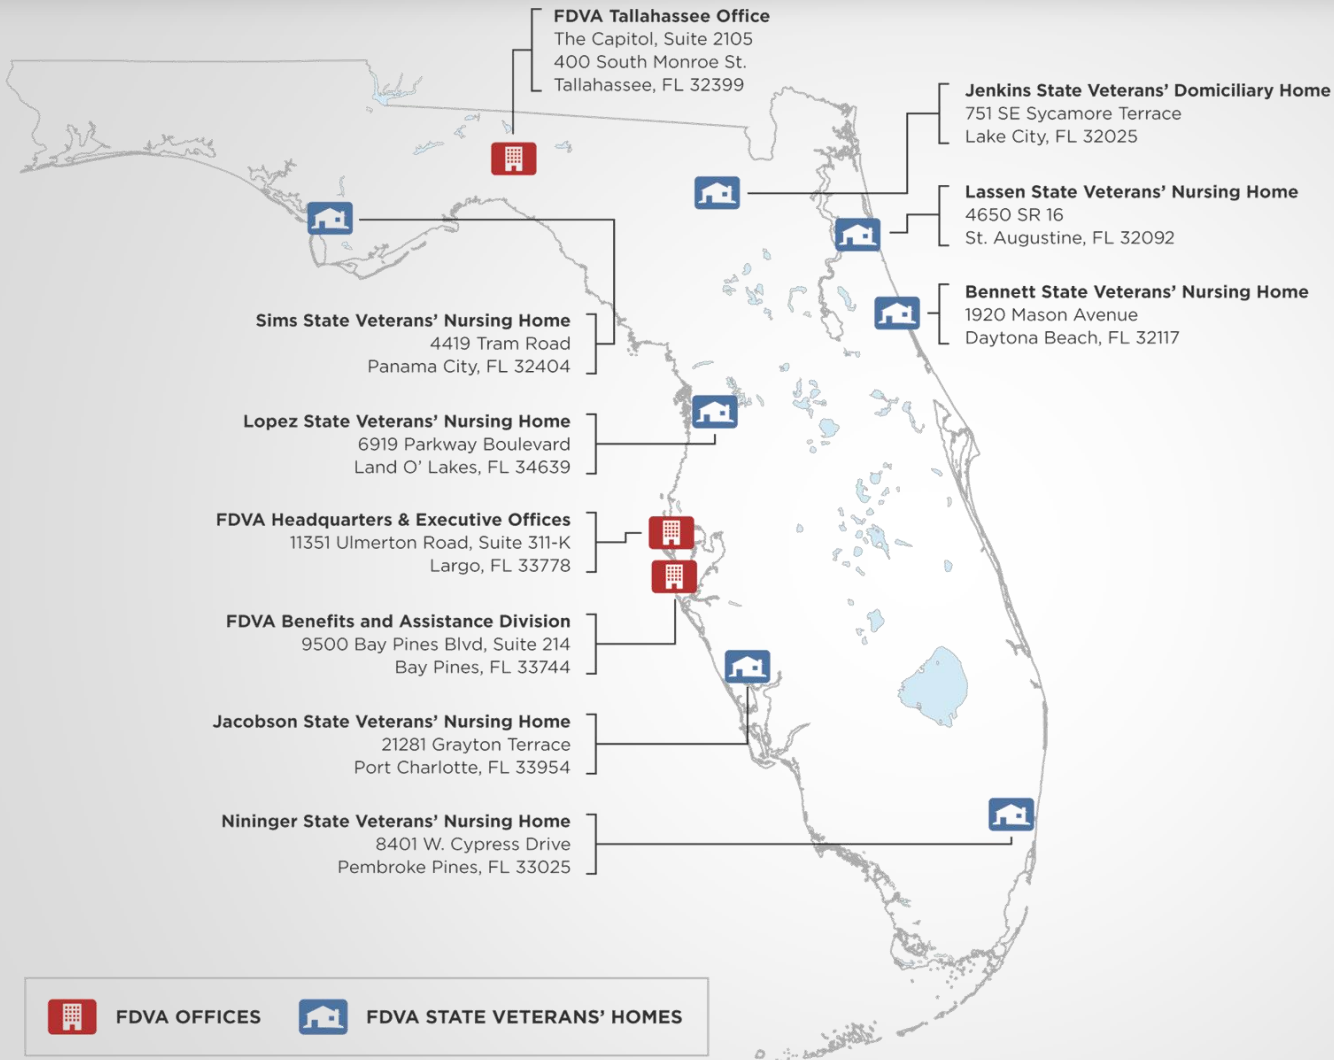 FDVA Tallahassee Office
The Capitol, Suite 2105
400 South Monroe St.
Tallahassee, FL 32399
Jenkins State Veterans’ Domiciliary Home
751 SE Sycamore Terrace
Lake City, FL 32025
Lassen State Veterans’ Nursing Home
4650 SR 16
St. Augustine, FL 32092
Bennett State Veterans’ Nursing Home
1920 Mason Avenue
Daytona Beach, FL 32117
Sims State Veterans’ Nursing Home
4419 Tram Road
Panama City, FL 32404
Lopez State Veterans’ Nursing Home
6919 Parkway Boulevard
Land O’ Lakes, FL 34639
FDVA Headquarters & Executive Offices
11351 Ulmerton Road, Suite 311-K
Largo, FL 33778
FDVA Benefits and Assistance Division
9500 Bay Pines Blvd, Suite 214
Bay Pines, FL 33744
Jacobson State Veterans’ Nursing Home
21281 Grayton Terrace
Port Charlotte, FL 33954
Nininger State Veterans’ Nursing Home
8401 W. Cypress Drive
Pembroke Pines, FL 33025
FDVA OFFICES
FDVA STATE VETERANS’ HOMES